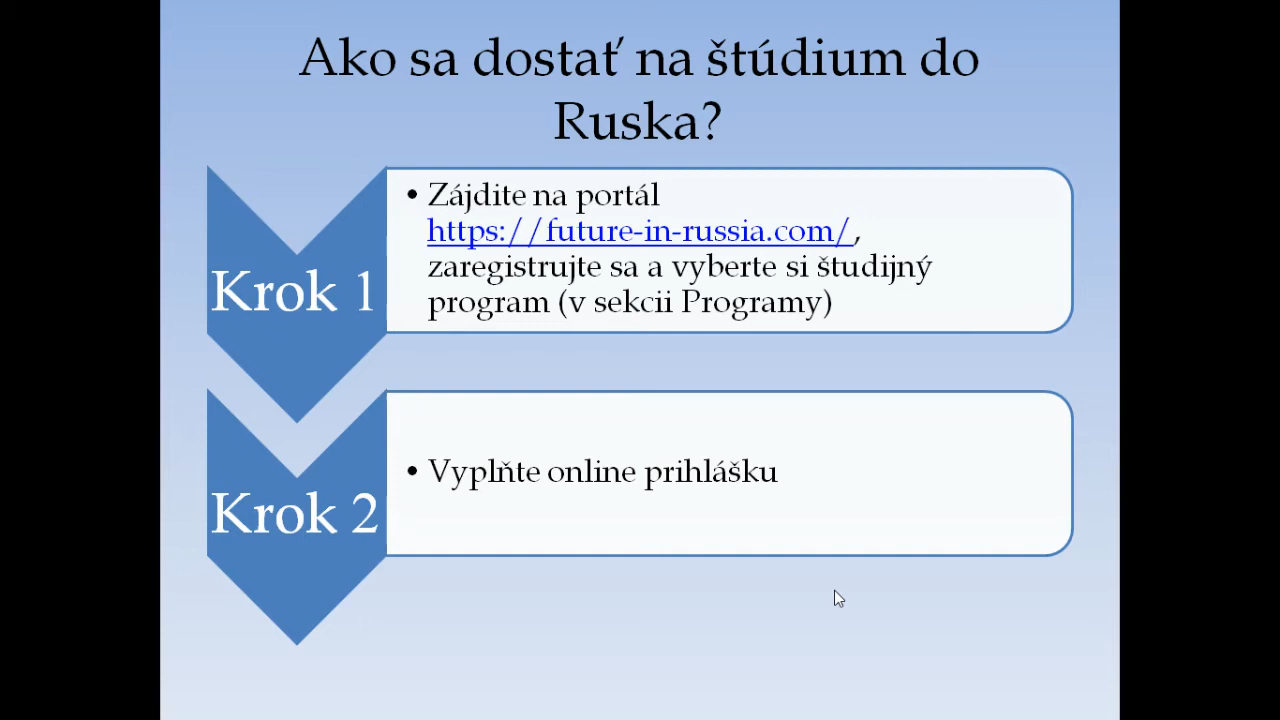 Ako sa dostať na štúdium do
Ruska?
Krok 1
• Zájdite na portál
https://future-in-russia.com/,
zaregistrujte sa a vyberte si študijný
program (v sekcii Programy)
Krok 2
• Vyplňte online prihlášku